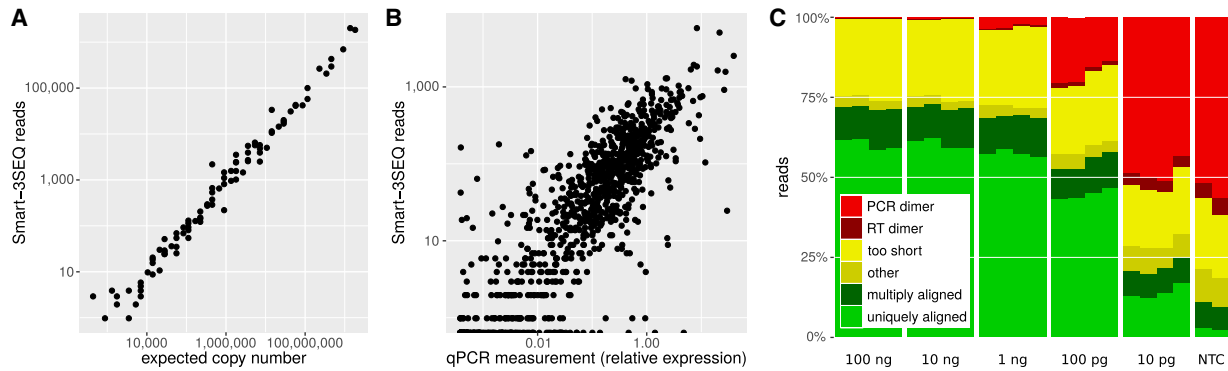 A
Smart−3SEQ reads
100,000
1,000
10
10,000
1,000,000
100,000,000
expected copy number
B
Smart−3SEQ reads
1,000
10
0.01
1.00
qPCR measurement (relative expression)
C
reads
100%
75%
50%
25%
0%
PCR dimer
RT dimer
too short
other
multiply aligned
uniquely aligned
100 ng
10 ng
1 ng
100 pg
10 pg
NTC